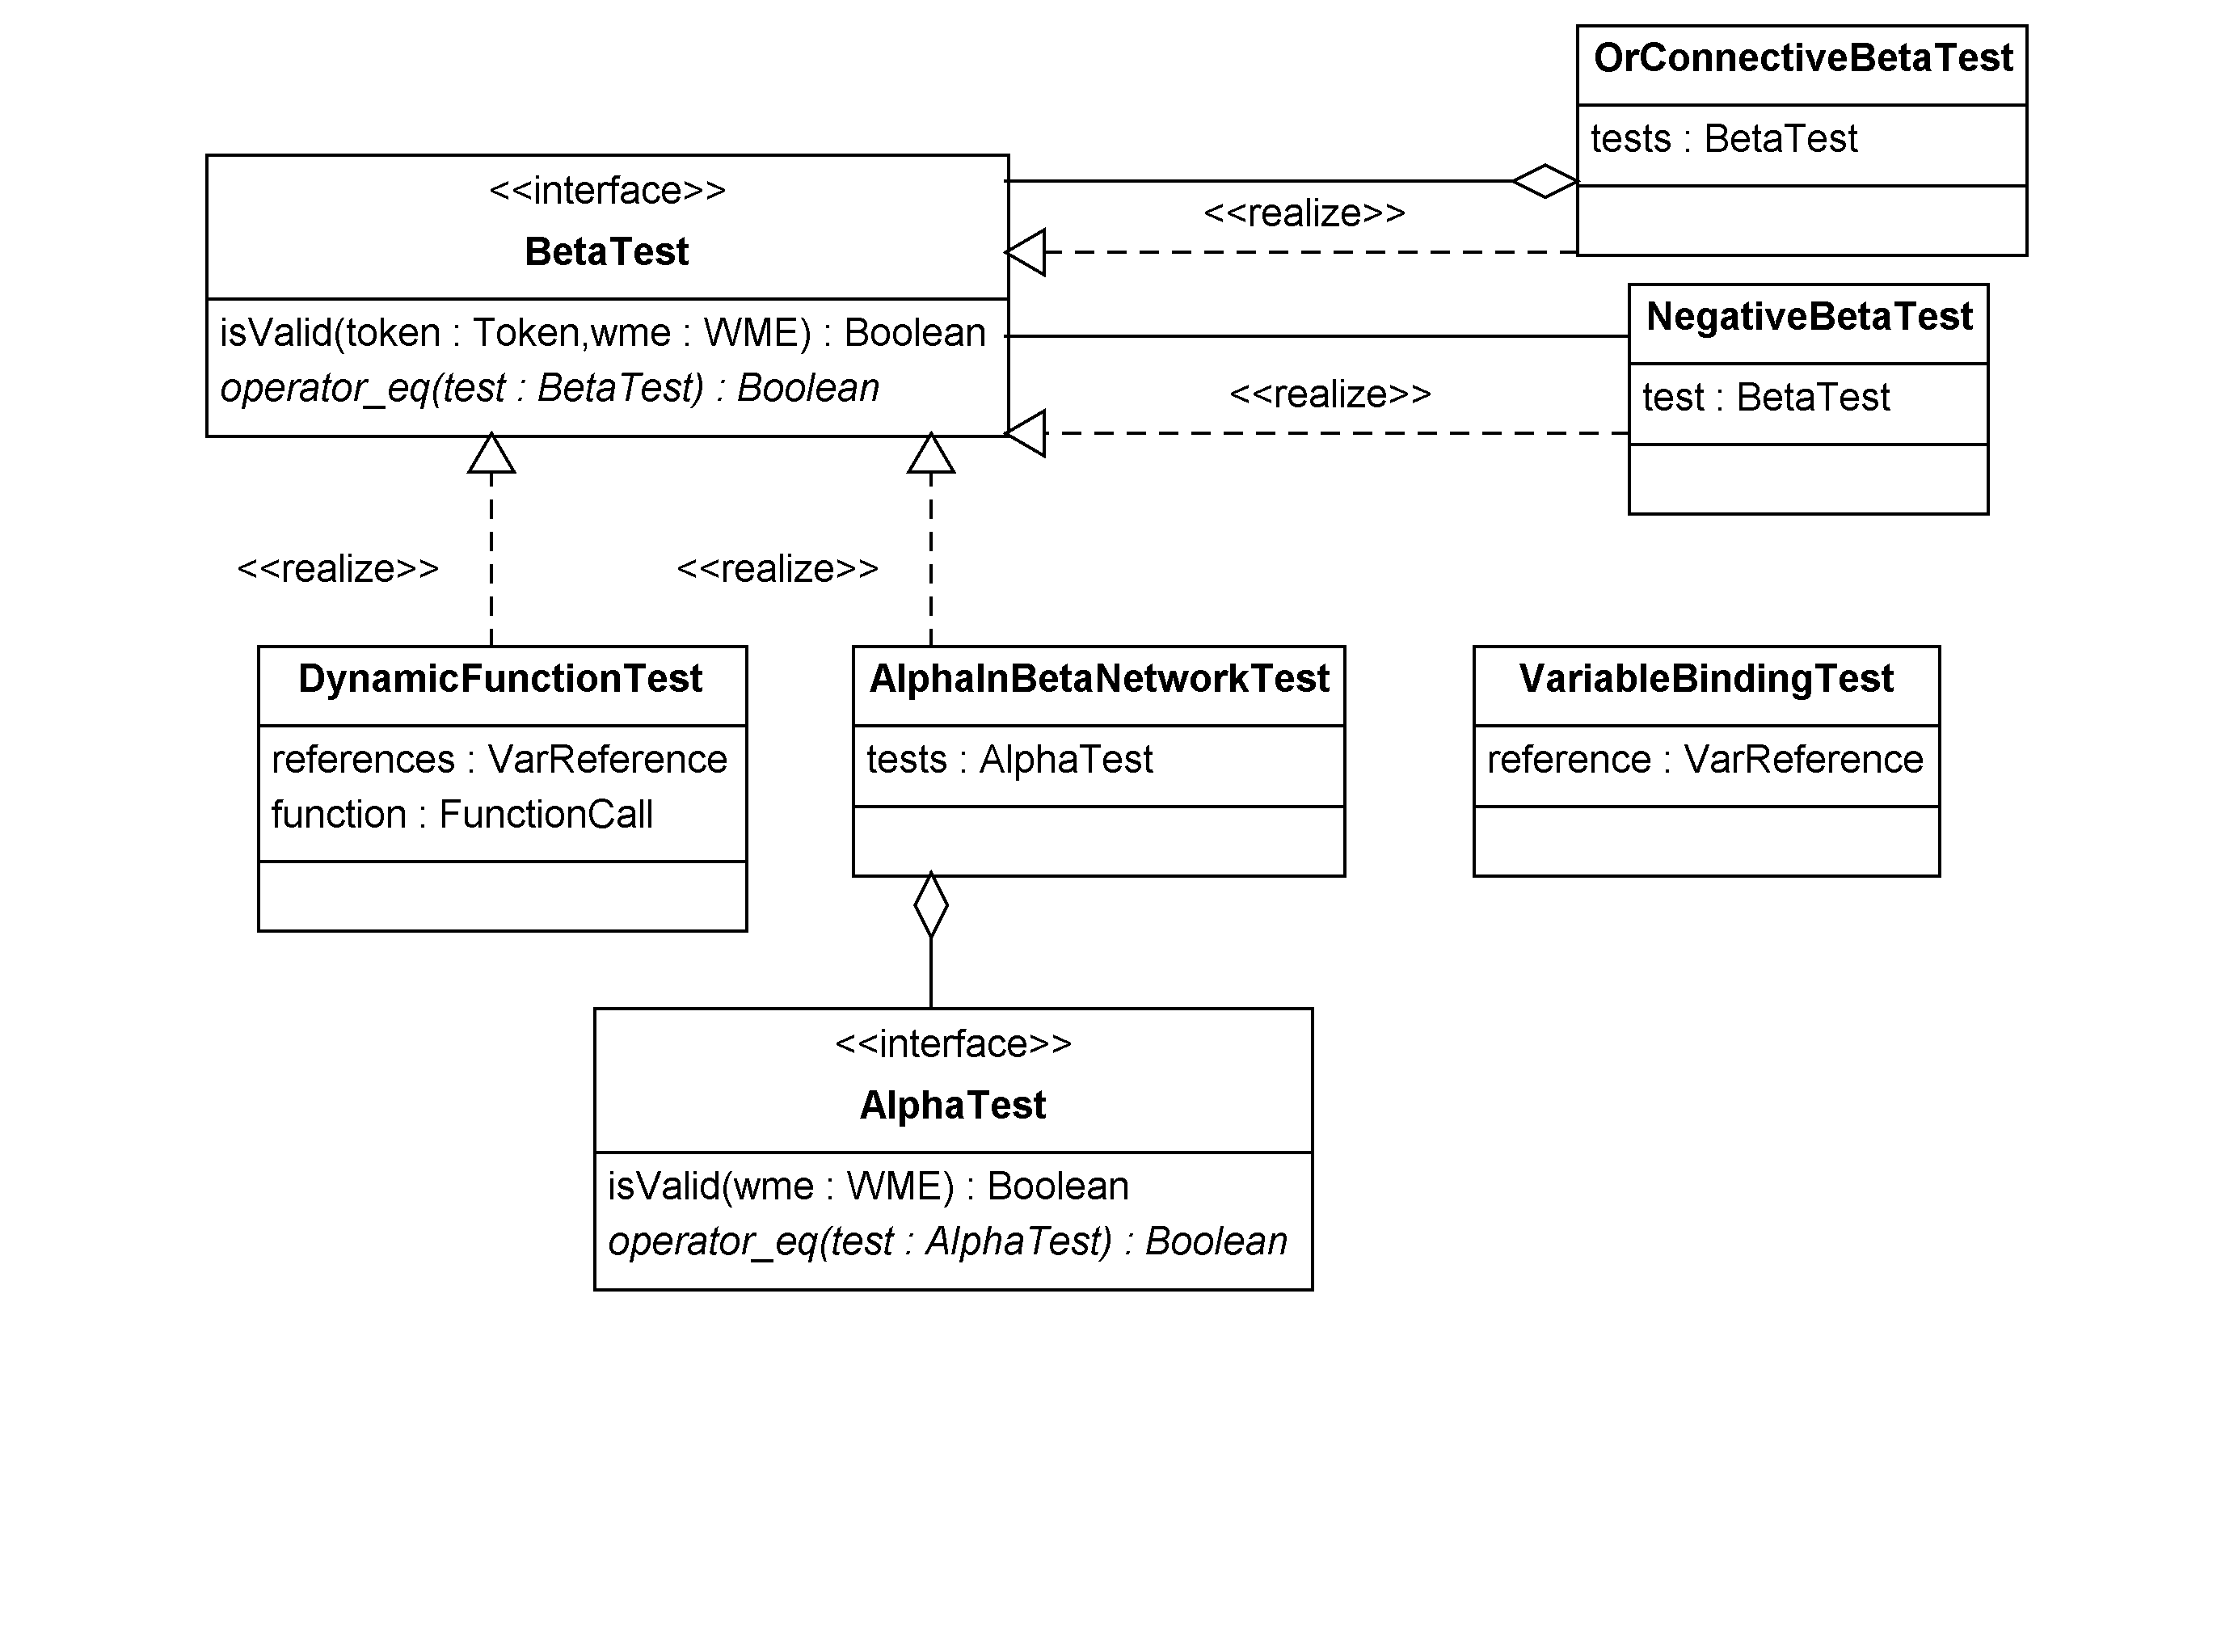 OrConnectiveBetaTest
tests : BetaTest
<<interface>>
BetaTest
isValid(token : Token,wme : WME) : Boolean
operator_eq(test : BetaTest) : Boolean
<<realize>>
NegativeBetaTest
test : BetaTest
<<realize>>
<<realize>>
<<realize>>
DynamicFunctionTest
references : VarReference
function : FunctionCall
AlphaInBetaNetworkTest
tests : AlphaTest
VariableBindingTest
reference : VarReference
<<interface>>
AlphaTest
isValid(wme : WME) : Boolean
operator_eq(test : AlphaTest) : Boolean